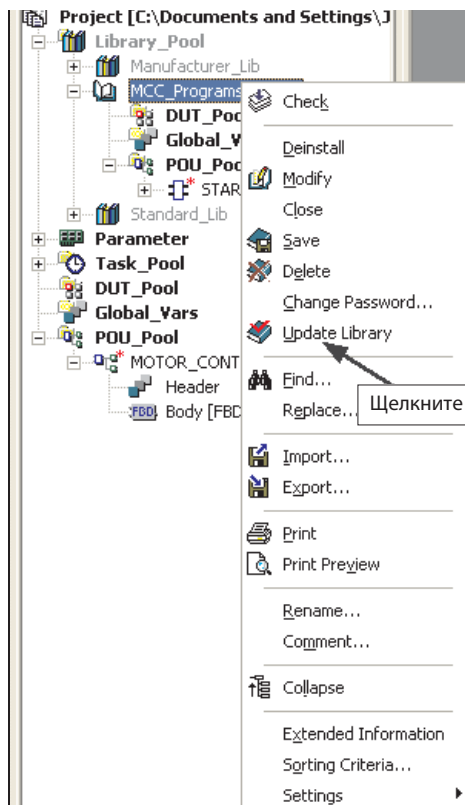 Project [C:\Documents and Settings\J
Library_Pool
Manufacturer_Lib
MCC_Programs
DUT_Poo
Global_V
POU_Poo
STAR
Standard_Lib
Parameter
Task_Pool
DUT_Pool
Global_Vars
POU_Pool
MOTOR_CONT
Header
FBD Body [FBD
Check
Deinstall
Modify
Close
Save
Delete
Change Password...
Update Library
Find...
Replace...
Щелкните
Import...
Export...
Print
Print Preview
Rename...
Comment...
Collapse
Extended Information
Sorting Criteria...
Settings